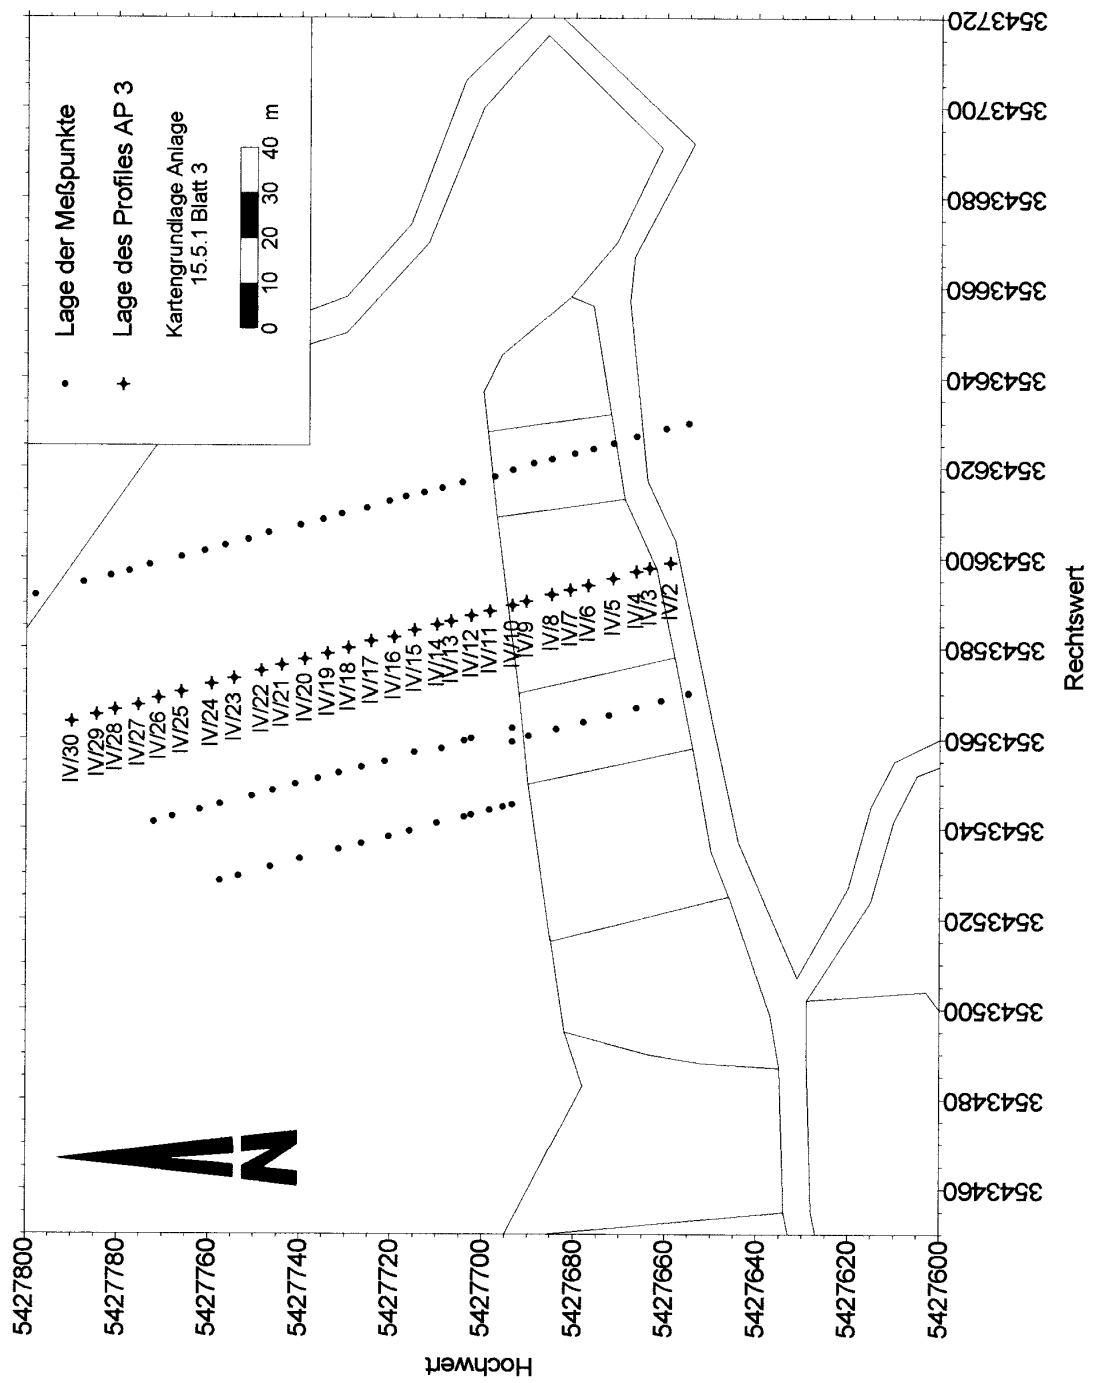 Lage der Meßpunkte
Lage des Profiles AP 3
Kartengrundlage Anlage
15.5.1 Blatt 3
0 10 20 30 40 m
IV/30
IV/29
IV/28
IV/27
IV/26
IV/25
IV/24
IV/23
IV/22
IV/21
IV/20
IV/19
IV/18
IV/17
IV/16
IV/15
IV/14
IV/13
IV/12
IV/11
IV/10
IV/9
IV/8
IV/7
IV/6
IV/5
IV/4
IV/3
IV/2
N
Hochwert
5427800
5427780
5427760
5427740
5427720
5427700
5427680
5427660
5427640
5427620
5427600
3543460
3543480
3543500
3543520
3543540
3543560
3543580
3543600
3543620
3543640
3543660
3543680
3543700
3543720
Rechtswert